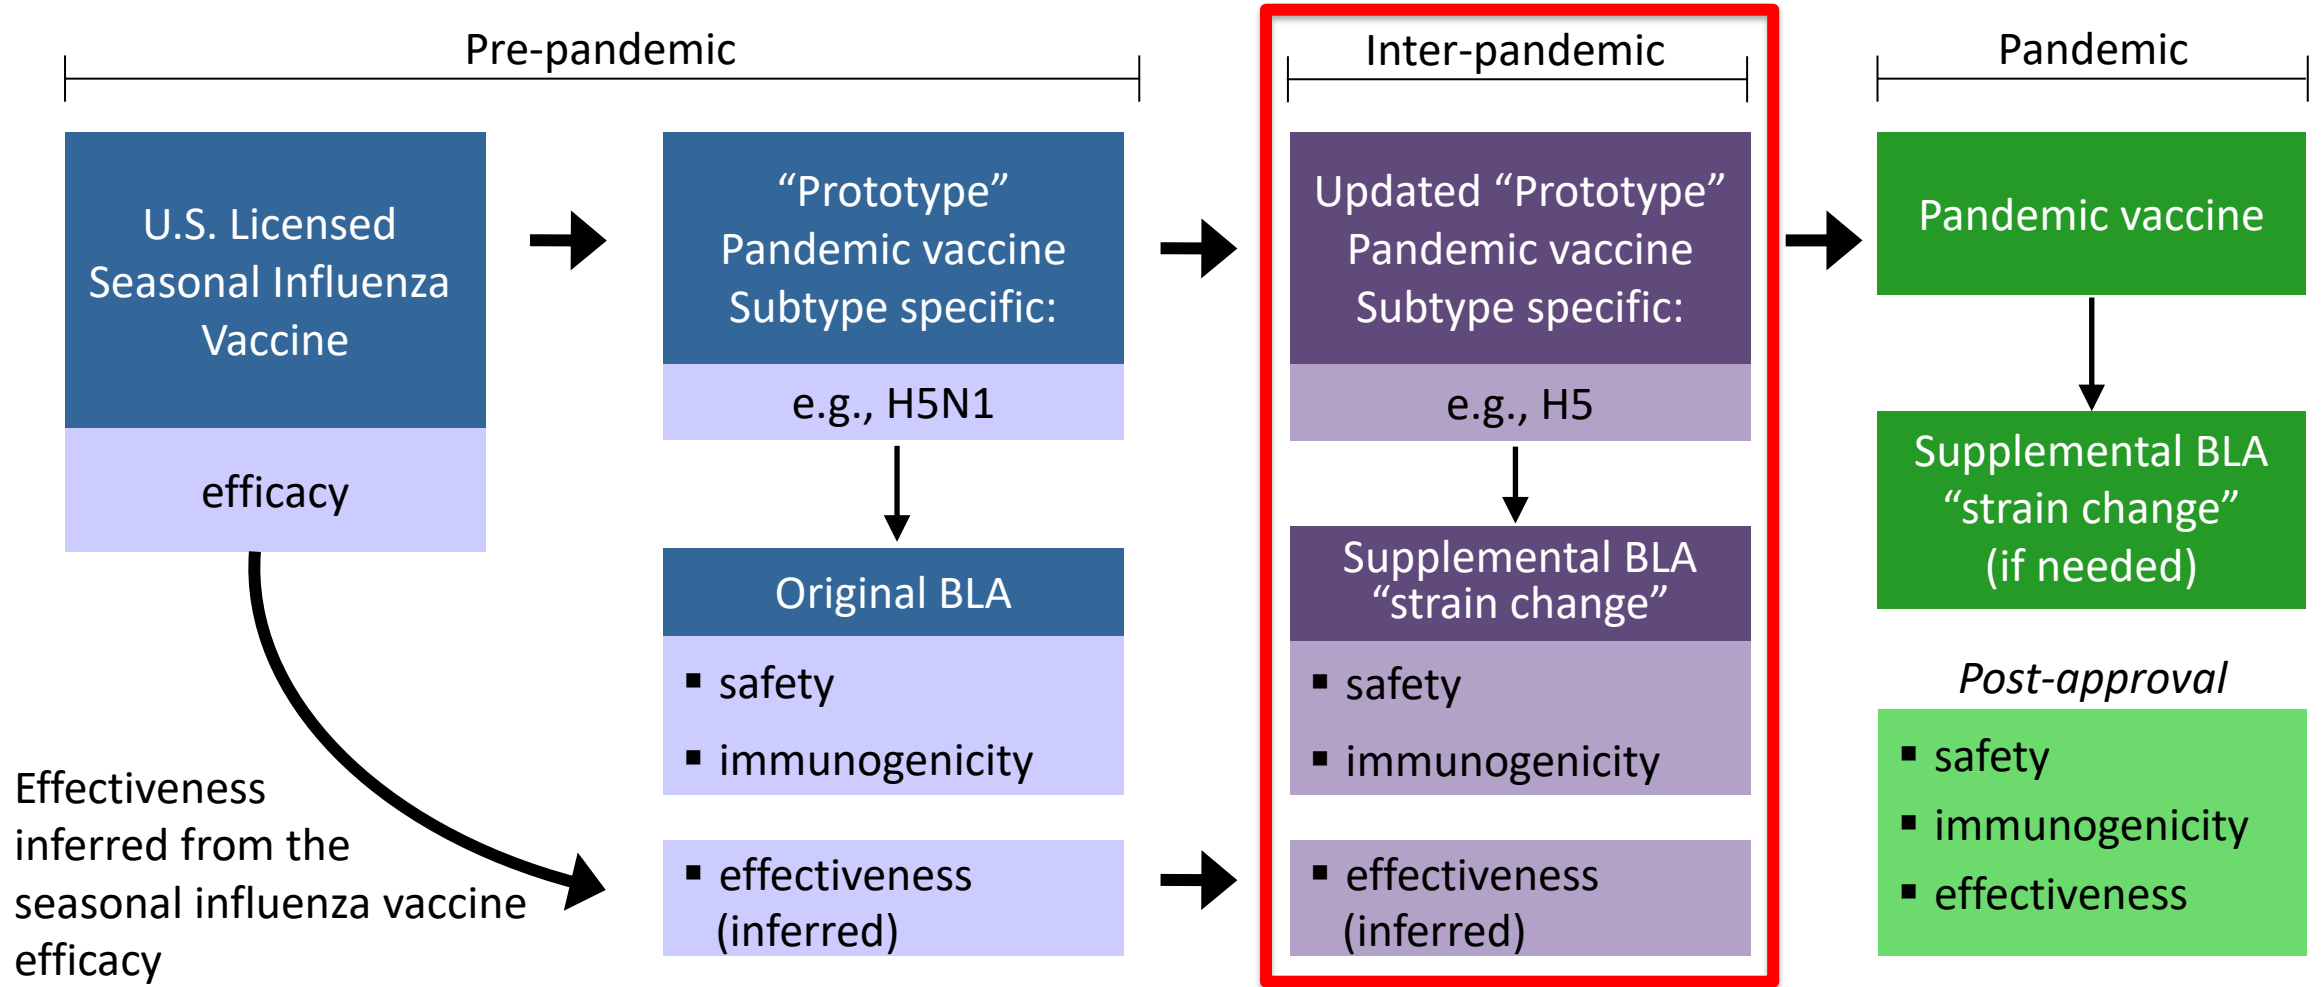 Pre-pandemic
U.S. Licensed
Seasonal Influenza
Vaccine
efficacy
Effectiveness
inferred from the
seasonal influenza vaccine
efficacy
“Prototype”
Pandemic vaccine
Subtype specific:
e.g., H5N1
Original BLA
▪ safety
▪ immunogenicity
▪ effectiveness
(inferred)
Inter-pandemic
Updated “Prototype”
Pandemic vaccine
Subtype specific:
e.g., H5
Supplemental BLA
“strain change”
▪ safety
▪ immunogenicity
▪ effectiveness
(inferred)
Pandemic
Pandemic vaccine
Supplemental BLA
“strain change”
(if needed)
Post-approval
▪ safety
▪ immunogenicity
▪ effectiveness